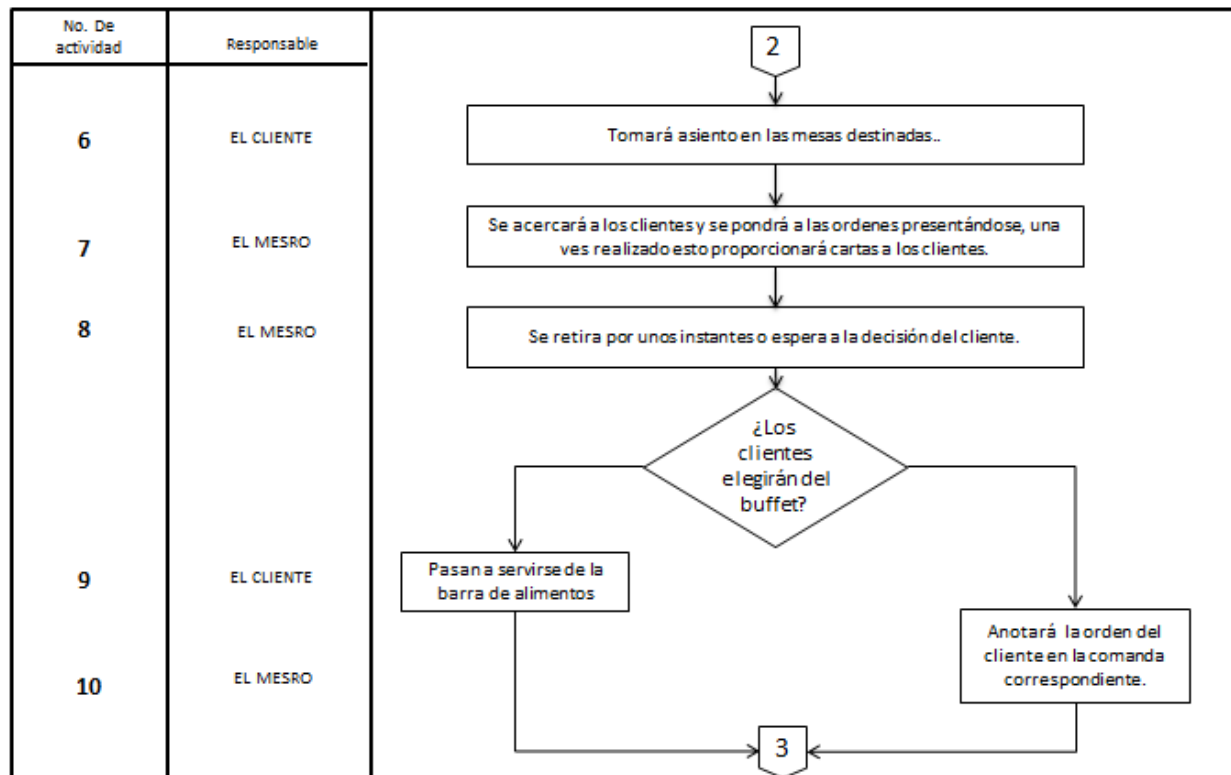 No. De
actividad
Responsable
2
6
EL CLIENTE
Tomará asiento en las mesas destinadas..
7
EL MESRO
Se acercará a los clientes y se pondrá a las ordenes presentándose, una
ves realizado esto proporcionará cartas a los clientes.
8
EL MESRO
Se retira por unos instantes o espera a la decisión del cliente.
¿Los
clientes
elegirán del
buffet?
9
EL CLIENTE
Pasan a servirse de la
barra de alimentos
10
EL MESRO
Anotará la orden del
cliente en la comanda
correspondiente.
3